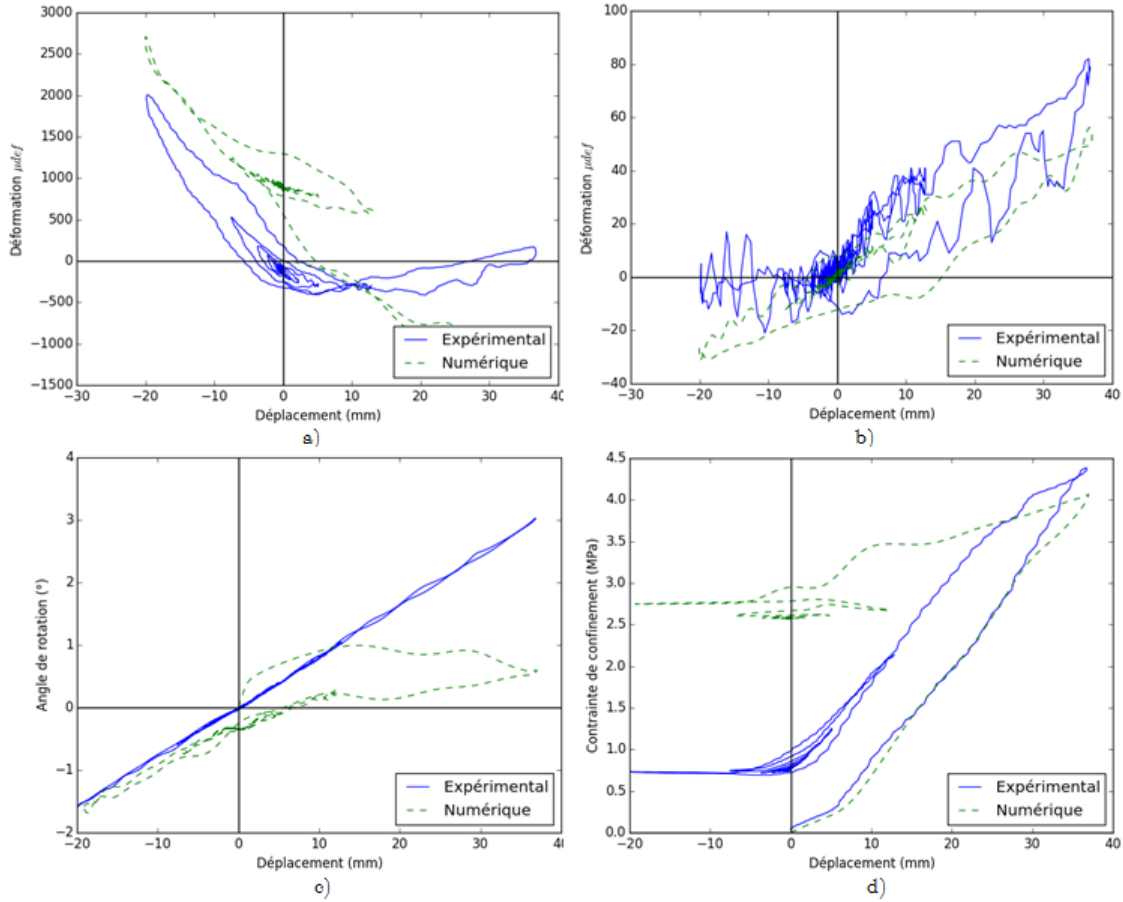 3000
2500
2000
1500
1000
500
0
−500
−1000
−1500
Déformation μdef
−20 −10 0 10 20 30 40
Déplacement (mm)
Expérimental
Numérique
a)
100
80
60
40
20
0
−20
−40
Déformation μdef
−30 −20 −10 0 10 20 30 40
Déplacement (mm)
Expérimental
Numérique
b)
4
3
2
1
0
−1
−2
Angle de rotation (°)
−20 −10 0 10 20 30 40
Déplacement (mm)
Expérimental
Numérique
c)
4.5
4.0
3.5
3.0
2.5
2.0
1.5
1.0
0.5
0.0
Contrainte de confinement (MPa)
−20 −10 0 10 20 30 40
Déplacement (mm)
Expérimental
Numérique
d)